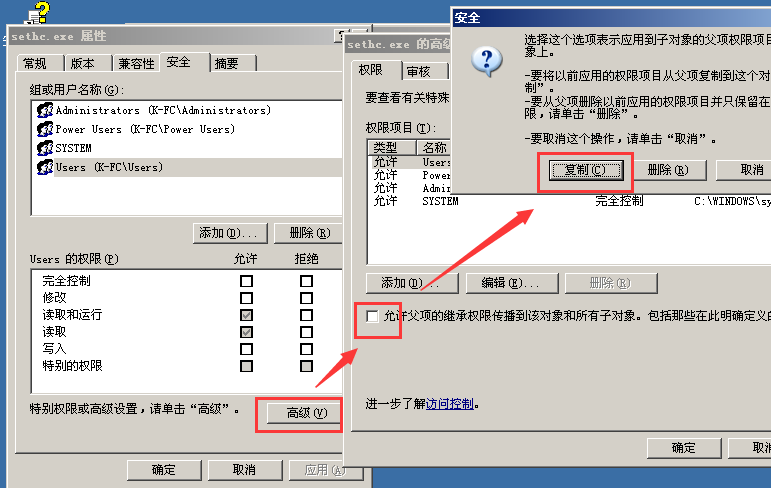 sethc.exe 属性
常规 版本 兼容性 安全 摘要
组或用户名称(G):
Administrators (K-FC\Administrators)
Power Users (K-FC\Power Users)
SYSTEM
Users (K-FC\Users)
添加(D)... 删除(R)
Users 的权限(P) 允许 拒绝
完全控制
修改
读取和运行
读取
写入
特别的权限
特别权限或高级设置，请单击“高级”。
高级(V)
确定 取消 应用(A)
sethc.exe 的高级
权限 审核
要查看有关特殊
权限项目(T):
类型 名称
允许 Users
允许 Power
允许 Admin
允许 SYSTEM 完全控制 C:\WINDOWS\sy
添加(D)... 编辑(E)... 删除(R)
允许父项的继承权限传播到该对象和所有子对象。包括那些在此明确定义的
进一步了解访问控制。
确定 取消
安全
选择这个选项表示应用到子对象的父项权限项目
象上。
-要将以前应用的权限项目从父项复制到这个对
制”。
-要从父项删除以前应用的权限项目并只保留在
限，请单击“删除”。
-要取消这个操作，请单击“取消”。
复制(C) 删除(R) 取消